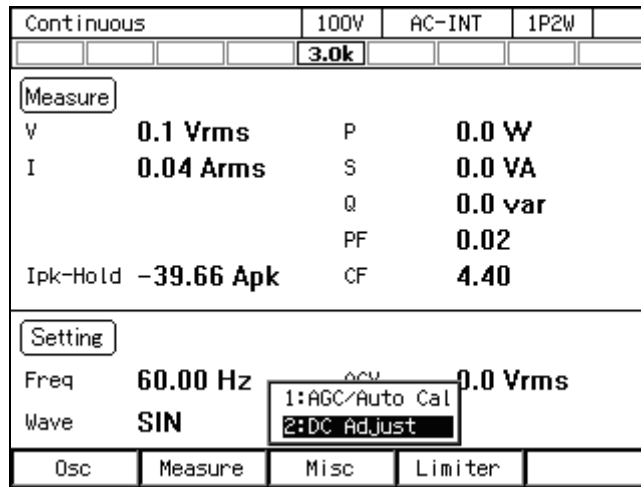 Continuous 100V AC-INT 1P2W
3.0k
Measure
V 0.1 Vrms P 0.0 W
I 0.04 Arms S 0.0 VA
Q 0.0 var
PF 0.02
Ipk-Hold -39.66 Apk CF 4.40
Setting
Freq 60.00 Hz 0.0 Vrms
1:AGC/Auto Cal
Wave SIN 2:DC Adjust
Osc Measure Misc Limiter